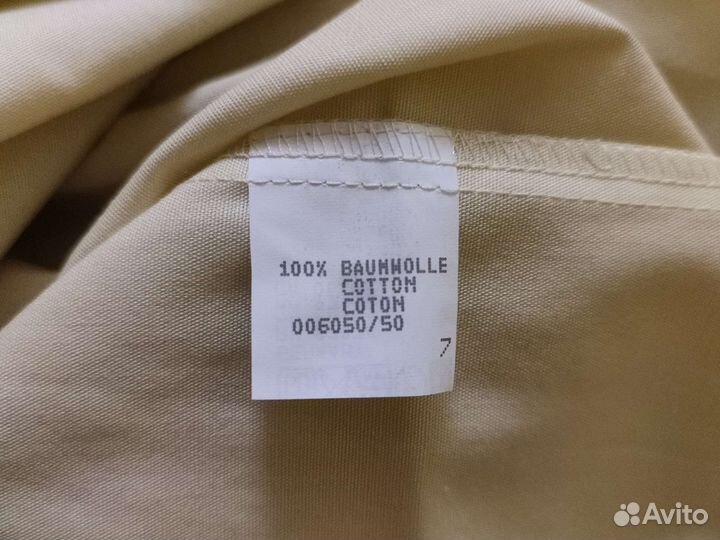 100% BAUMWOLLE
COTTON
COTON
006050/50
7
Avito